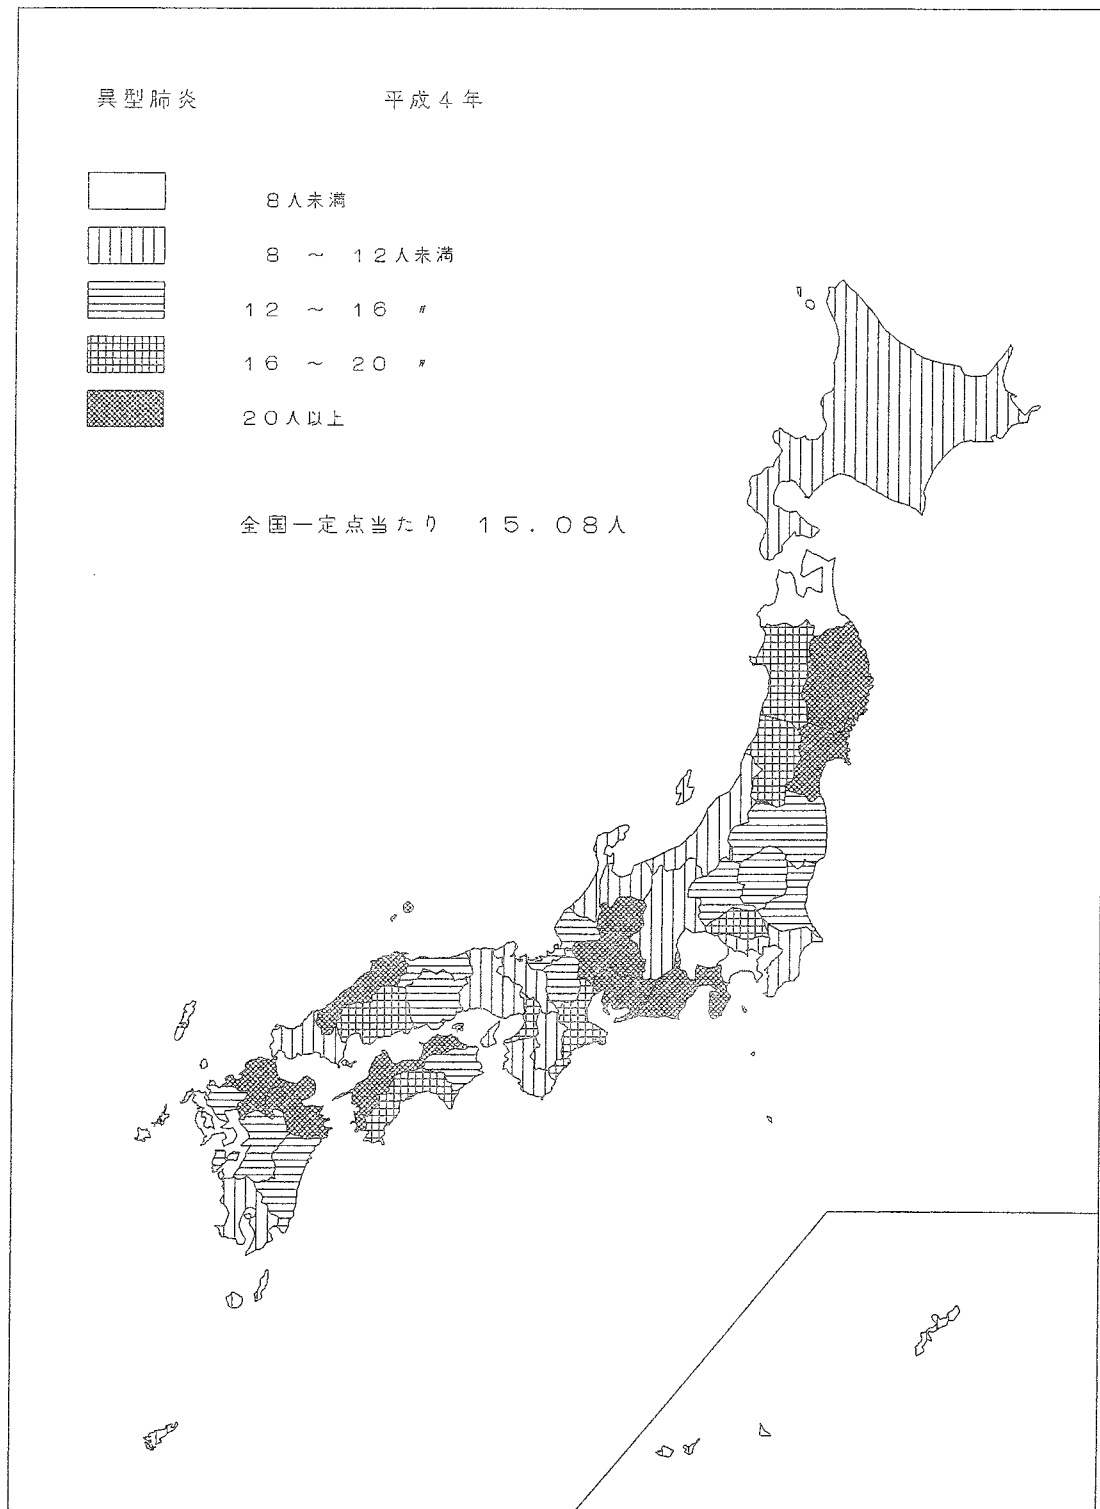 異型肺炎 平成4年
8人未満
8 ～ 12人未満
12 ～ 16 〃
16 ～ 20 〃
20人以上
全国一定点当たり 15.08人